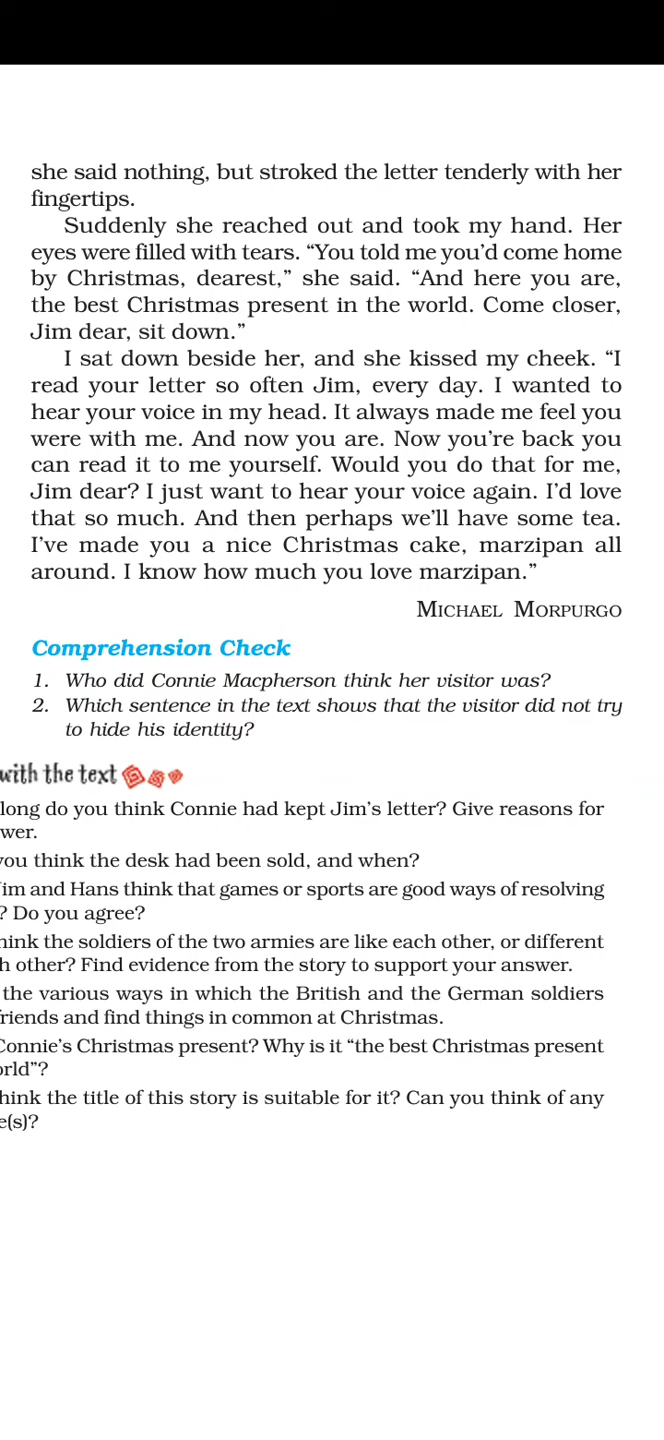 she said nothing, but stroked the letter tenderly with her
fingertips.
Suddenly she reached out and took my hand. Her
eyes were filled with tears. “You told me you’d come home
by Christmas, dearest,” she said. “And here you are,
the best Christmas present in the world. Come closer,
Jim dear, sit down.”
I sat down beside her, and she kissed my cheek. “I
read your letter so often Jim, every day. I wanted to
hear your voice in my head. It always made me feel you
were with me. And now you are. Now you’re back you
can read it to me yourself. Would you do that for me,
Jim dear? I just want to hear your voice again. I’d love
that so much. And then perhaps we’ll have some tea.
I’ve made you a nice Christmas cake, marzipan all
around. I know how much you love marzipan.”
MICHAEL MORPURGO
Comprehension Check
1. Who did Connie Macpherson think her visitor was?
2. Which sentence in the text shows that the visitor did not try
to hide his identity?
with the text
long do you think Connie had kept Jim’s letter? Give reasons for
wer.
you think the desk had been sold, and when?
Jim and Hans think that games or sports are good ways of resolving
? Do you agree?
hink the soldiers of the two armies are like each other, or different
h other? Find evidence from the story to support your answer.
the various ways in which the British and the German soldiers
friends and find things in common at Christmas.
Connie’s Christmas present? Why is it “the best Christmas present
orld”?
hink the title of this story is suitable for it? Can you think of any
e(s)?